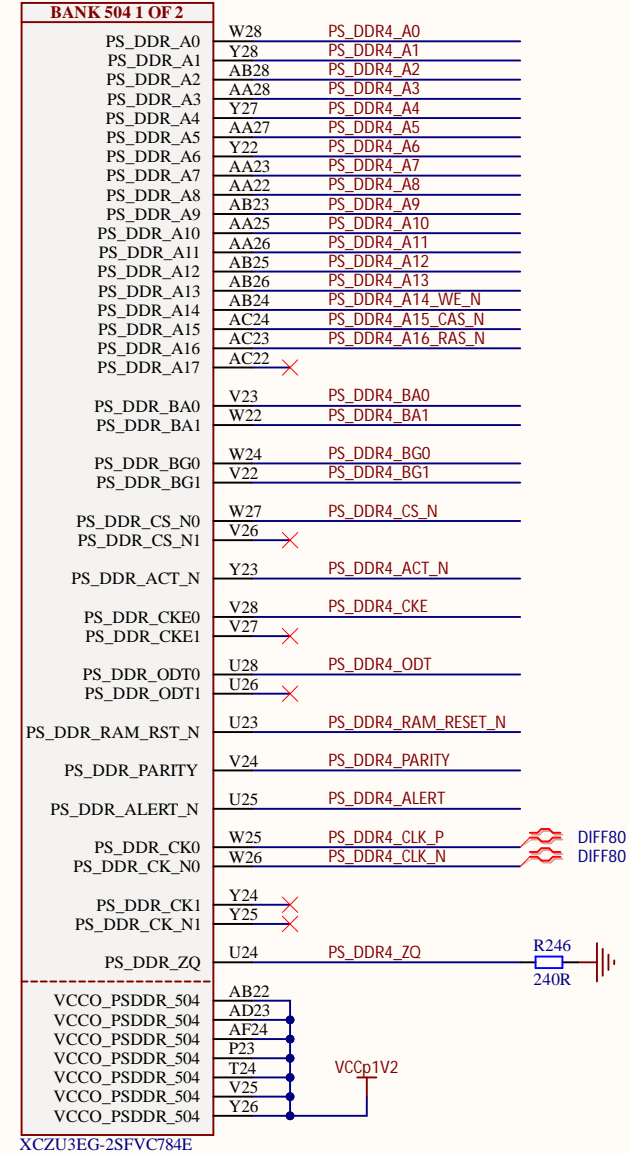 BANK 504 1 OF 2
PS_DDR_A0 W28 PS_DDR4_A0
PS_DDR_A1 Y28 PS_DDR4_A1
PS_DDR_A2 AB28 PS_DDR4_A2
PS_DDR_A3 AA28 PS_DDR4_A3
PS_DDR_A4 Y27 PS_DDR4_A4
PS_DDR_A5 AA27 PS_DDR4_A5
PS_DDR_A6 Y22 PS_DDR4_A6
PS_DDR_A7 AA23 PS_DDR4_A7
PS_DDR_A8 AA22 PS_DDR4_A8
PS_DDR_A9 AB23 PS_DDR4_A9
PS_DDR_A10 AA25 PS_DDR4_A10
PS_DDR_A11 AA26 PS_DDR4_A11
PS_DDR_A12 AB25 PS_DDR4_A12
PS_DDR_A13 AB26 PS_DDR4_A13
PS_DDR_A14 AB24 PS_DDR4_A14_WE_N
PS_DDR_A15 AC24 PS_DDR4_A15_CAS_N
PS_DDR_A16 AC23 PS_DDR4_A16_RAS_N
PS_DDR_A17 AC22
PS_DDR_BA0 V23 PS_DDR4_BA0
PS_DDR_BA1 W22 PS_DDR4_BA1
PS_DDR_BG0 W24 PS_DDR4_BG0
PS_DDR_BG1 V22 PS_DDR4_BG1
PS_DDR_CS_N0 W27 PS_DDR4_CS_N
PS_DDR_CS_N1 V26
PS_DDR_ACT_N Y23 PS_DDR4_ACT_N
PS_DDR_CKE0 V28 PS_DDR4_CKE
PS_DDR_CKE1 V27
PS_DDR_ODT0 U28 PS_DDR4_ODT
PS_DDR_ODT1 U26
PS_DDR_RAM_RST_N U23 PS_DDR4_RAM_RESET_N
PS_DDR_PARITY V24 PS_DDR4_PARITY
PS_DDR_ALERT_N U25 PS_DDR4_ALERT
PS_DDR_CK0 W25 PS_DDR4_CLK_P DIFF80
PS_DDR_CK_N0 W26 PS_DDR4_CLK_N DIFF80
PS_DDR_CK1 Y24
PS_DDR_CK_N1 Y25
PS_DDR_ZQ U24 PS_DDR4_ZQ R246
240R
VCCO_PSDDR_504 AB22
VCCO_PSDDR_504 AD23
VCCO_PSDDR_504 AF24
VCCO_PSDDR_504 P23
VCCO_PSDDR_504 T24 VCCp1V2
VCCO_PSDDR_504 V25
VCCO_PSDDR_504 Y26
XCZU3EG-2SFVC784E